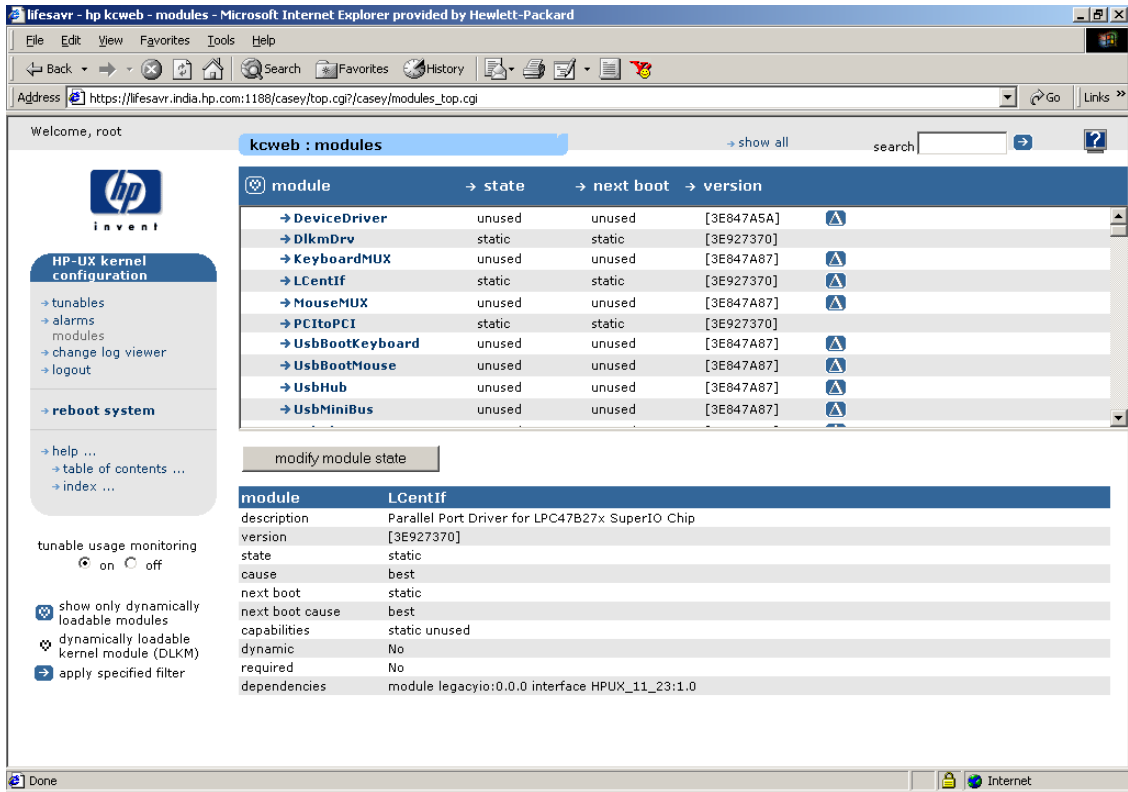 lifesavr - hp kcweb - modules - Microsoft Internet Explorer provided by Hewlett-Packard
File Edit View Favorites Tools Help
Back Search Favorites History
Address https://lifesavr.india.hp.com:1188/casey/top.cgi?/casey/modules_top.cgi Go Links »
Welcome, root
kcweb : modules show all search
hp
invent
module state next boot version
DeviceDriver unused unused [3E847A5A]
DlkmDrv static static [3E927370]
KeyboardMUX unused unused [3E847A87]
LCentIf static static [3E927370]
MouseMUX unused unused [3E847A87]
PCItoPCI static static [3E927370]
UsbBootKeyboard unused unused [3E847A87]
UsbBootMouse unused unused [3E847A87]
UsbHub unused unused [3E847A87]
UsbMiniBus unused unused [3E847A87]
HP-UX kernel
configuration
tunables
alarms
modules
change log viewer
logout
reboot system
help ...
table of contents ...
index ...
tunable usage monitoring
on off
show only dynamically
loadable modules
dynamically loadable
kernel module (DLKM)
apply specified filter
modify module state
module LCentIf
description Parallel Port Driver for LPC47B27x SuperIO Chip
version [3E927370]
state static
cause best
next boot static
next boot cause best
capabilities static unused
dynamic No
required No
dependencies module legacyio:0.0.0 interface HPUX_11_23:1.0
Done Internet